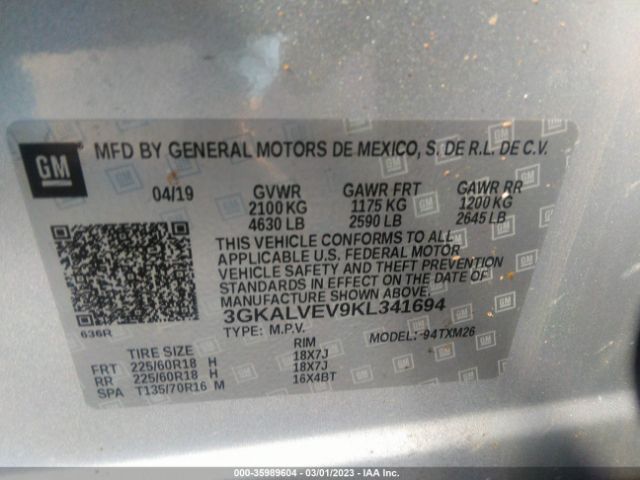 GM MFD BY GENERAL MOTORS DE MEXICO, S. DE R.L. DE C.V.
04/19 GVWR GAWR FRT GAWR RR
2100 KG 1175 KG 1200 KG
4630 LB 2590 LB 2645 LB
THIS VEHICLE CONFORMS TO ALL
APPLICABLE U.S. FEDERAL MOTOR
VEHICLE SAFETY AND THEFT PREVENTION
STANDARDS IN EFFECT ON THE DATE OF
MANUFACTURE SHOWN ABOVE.
636R
3GKALVEV9KL341694
TYPE: M.P.V. MODEL: 94TXM26
TIRE SIZE RIM
FRT 225/60R18 H 18X7J
RR 225/60R18 H 18X7J
SPA T135/70R16 M 16X4BT
000-35989604 / 03/01/2023 - IAA Inc.